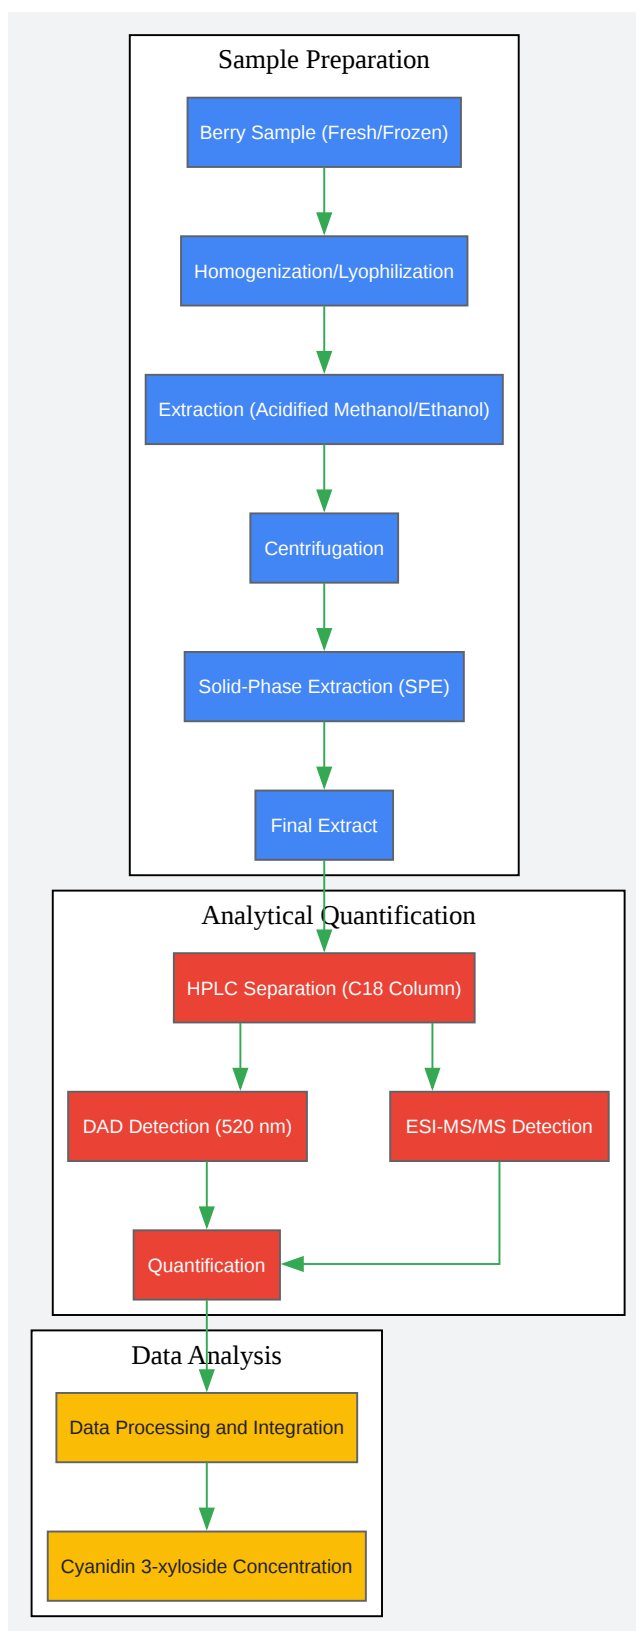 Sample Preparation
Berry Sample (Fresh/Frozen)
Homogenization/Lyophilization
Extraction (Acidified Methanol/Ethanol)
Centrifugation
Solid-Phase Extraction (SPE)
Final Extract
Analytical Quantification
HPLC Separation (C18 Column)
DAD Detection (520 nm)
ESI-MS/MS Detection
Quantification
Data Analysis
Data Processing and Integration
Cyanidin 3-xyloside Concentration